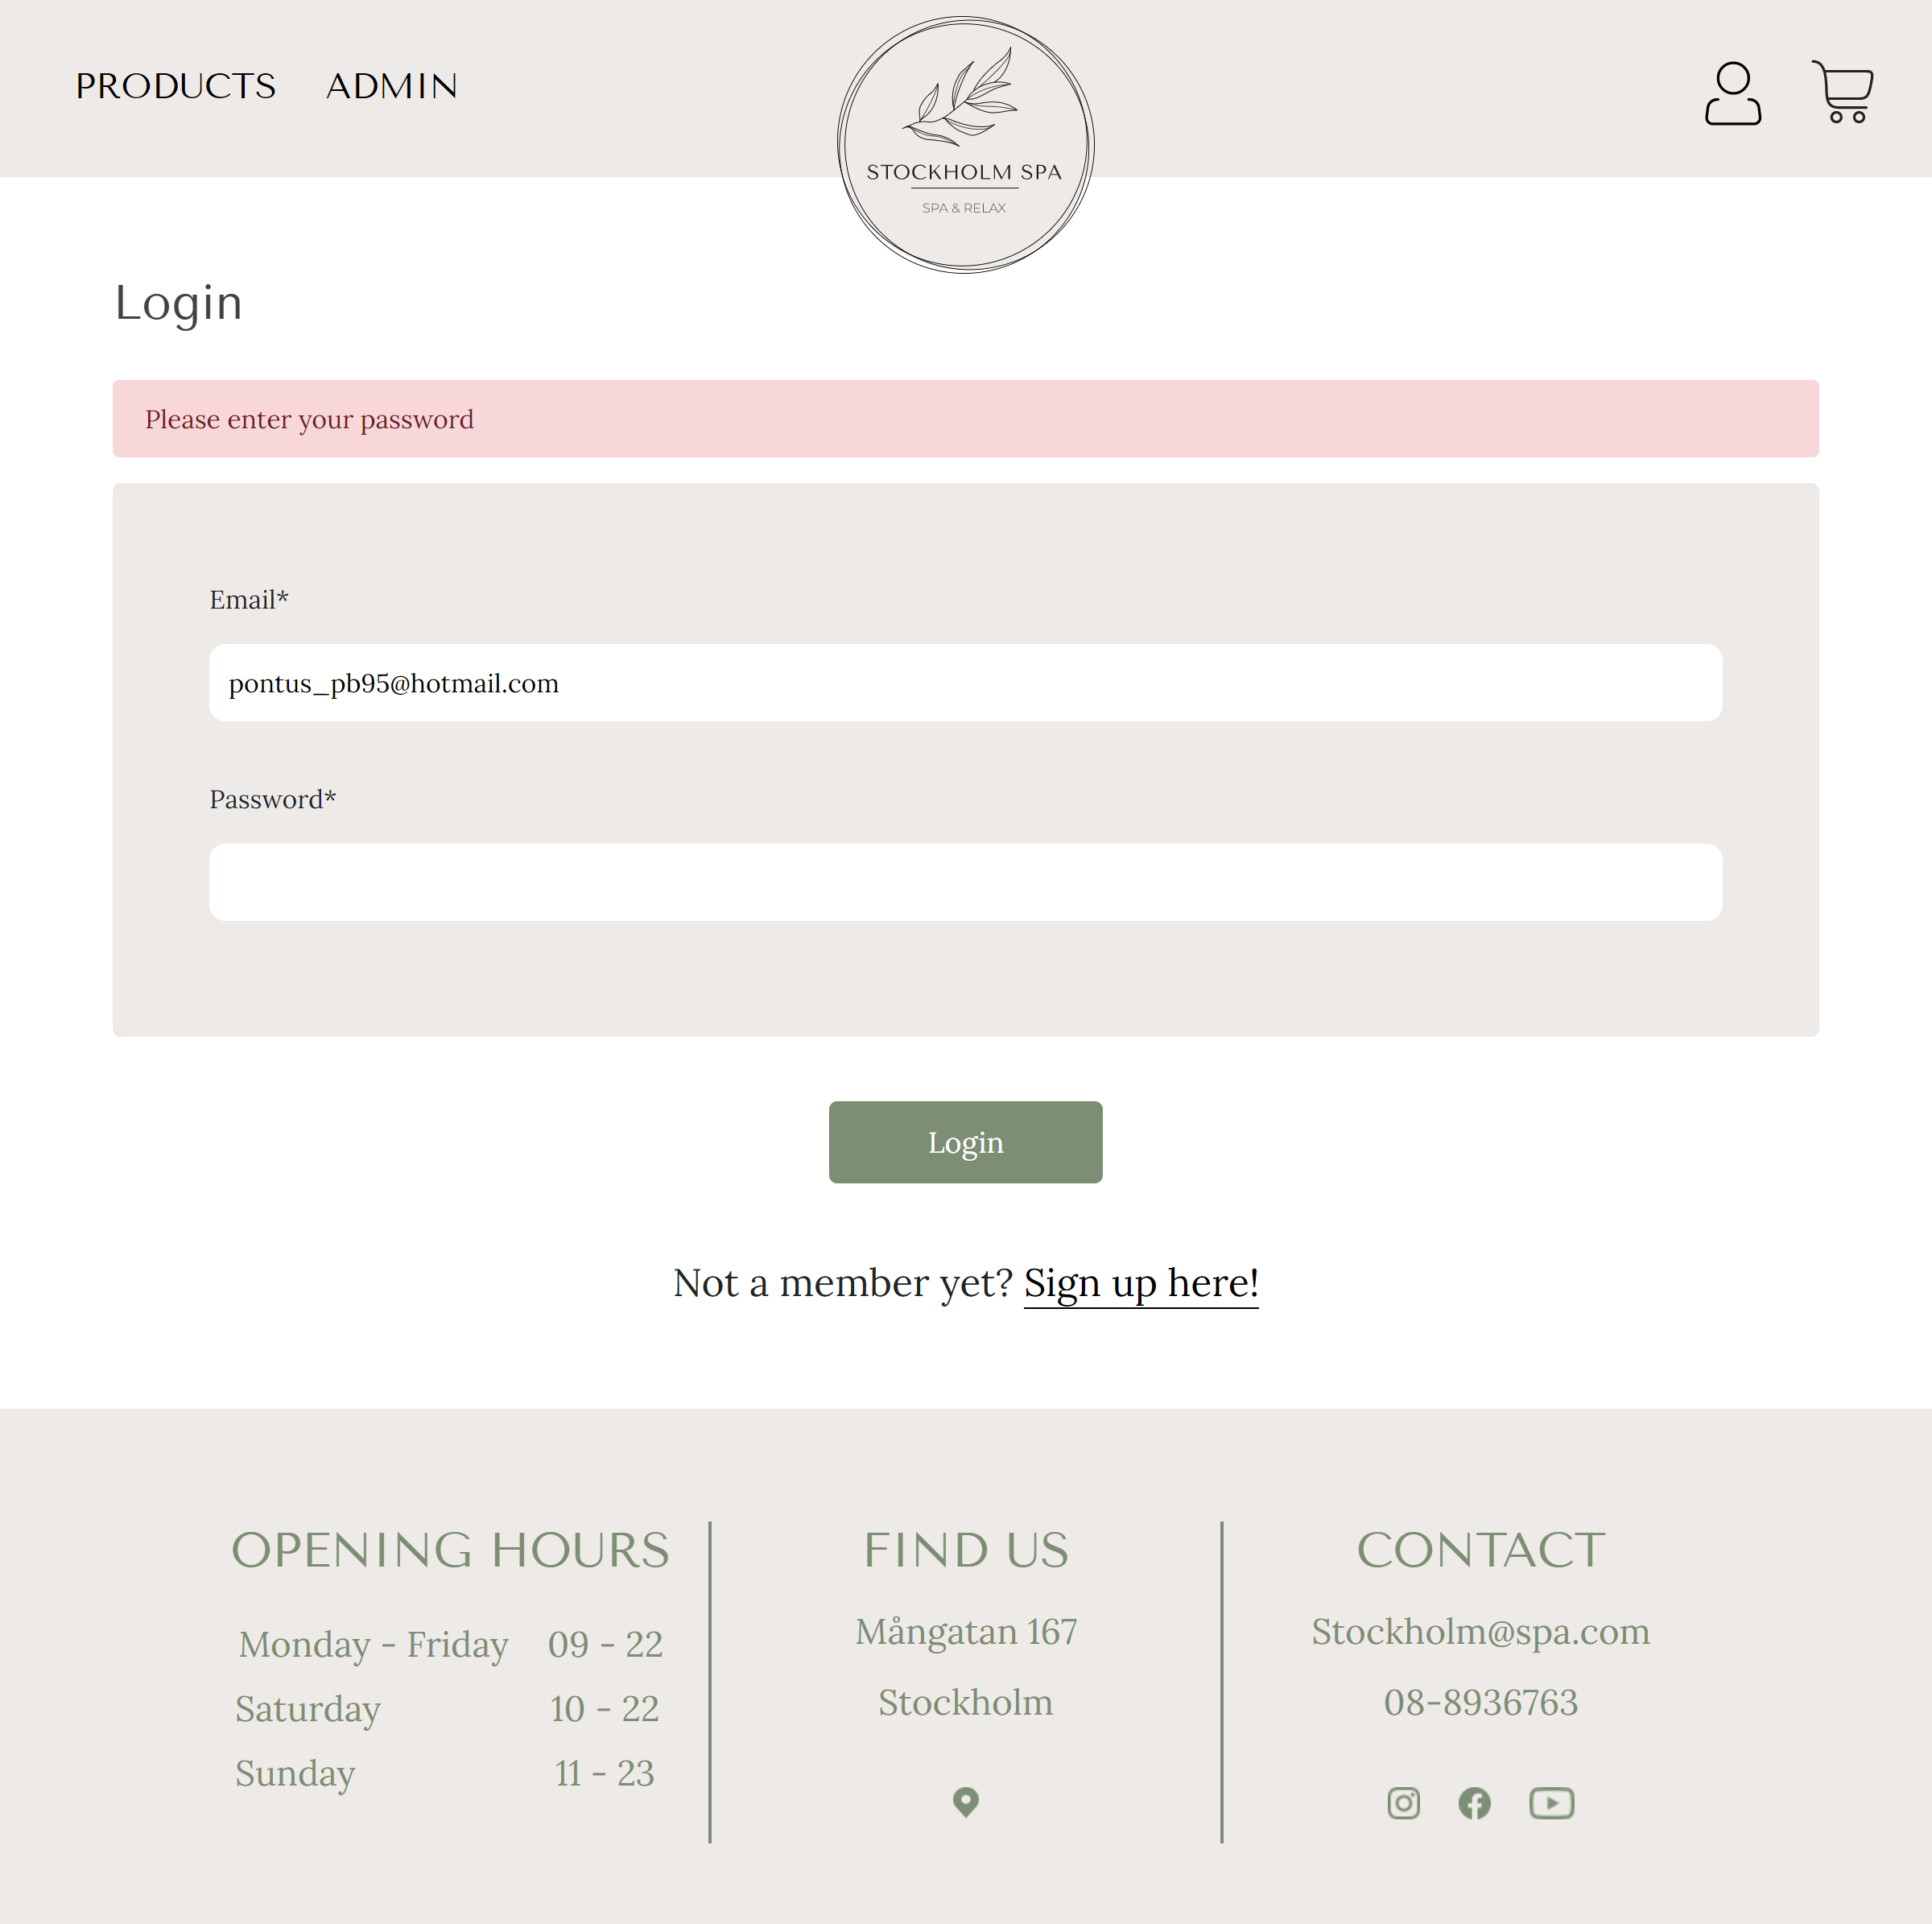 PRODUCTS ADMIN
STOCKHOLM SPA
SPA & RELAX
Login
Please enter your password
Email*
pontus_pb95@hotmail.com
Password*
Login
Not a member yet? Sign up here!
OPENING HOURS
Monday - Friday 09 - 22
Saturday 10 - 22
Sunday 11 - 23
FIND US
Mångatan 167
Stockholm
CONTACT
Stockholm@spa.com
08-8936763